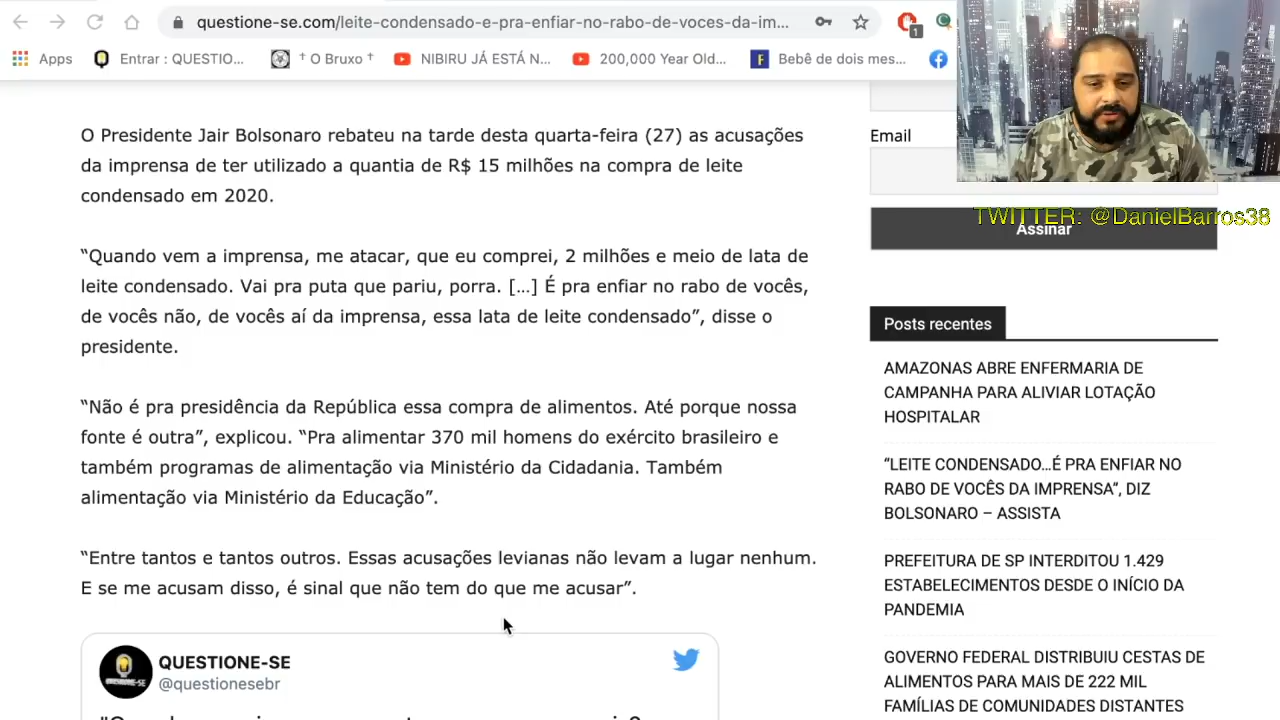 questione-se.com/leite-condensado-e-pra-enfiar-no-rabo-de-voces-da-im...
1
Apps
Entrar : QUESTIO...
† O Bruxo †
NIBIRU JÁ ESTÁ N...
200,000 Year Old...
Bebê de dois mes...
O Presidente Jair Bolsonaro rebateu na tarde desta quarta-feira (27) as acusações
da imprensa de ter utilizado a quantia de R$ 15 milhões na compra de leite
condensado em 2020.
“Quando vem a imprensa, me atacar, que eu comprei, 2 milhões e meio de lata de
leite condensado. Vai pra puta que pariu, porra. […] É pra enfiar no rabo de vocês,
de vocês não, de vocês aí da imprensa, essa lata de leite condensado”, disse o
presidente.
“Não é pra presidência da República essa compra de alimentos. Até porque nossa
fonte é outra”, explicou. “Pra alimentar 370 mil homens do exército brasileiro e
também programas de alimentação via Ministério da Cidadania. Também
alimentação via Ministério da Educação”.
“Entre tantos e tantos outros. Essas acusações levianas não levam a lugar nenhum.
E se me acusam disso, é sinal que não tem do que me acusar”.
QUESTIONE-SE
@questionesebr
Email
TWITTER: @DanielBarros38
Assinar
Posts recentes
AMAZONAS ABRE ENFERMARIA DE
CAMPANHA PARA ALIVIAR LOTAÇÃO
HOSPITALAR
“LEITE CONDENSADO…É PRA ENFIAR NO
RABO DE VOCÊS DA IMPRENSA”, DIZ
BOLSONARO – ASSISTA
PREFEITURA DE SP INTERDITOU 1.429
ESTABELECIMENTOS DESDE O INÍCIO DA
PANDEMIA
GOVERNO FEDERAL DISTRIBUIU CESTAS DE
ALIMENTOS PARA MAIS DE 222 MIL
FAMÍLIAS DE COMUNIDADES DISTANTES